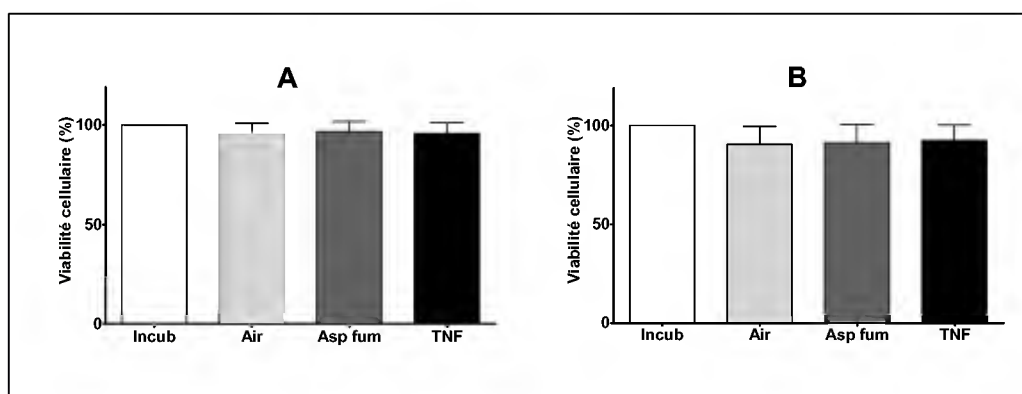 A
Viabilité cellulaire (%)
100
50
0
Incub Air Asp fum TNF
B
Viabilité cellulaire (%)
100
50
0
Incub Air Asp fum TNF